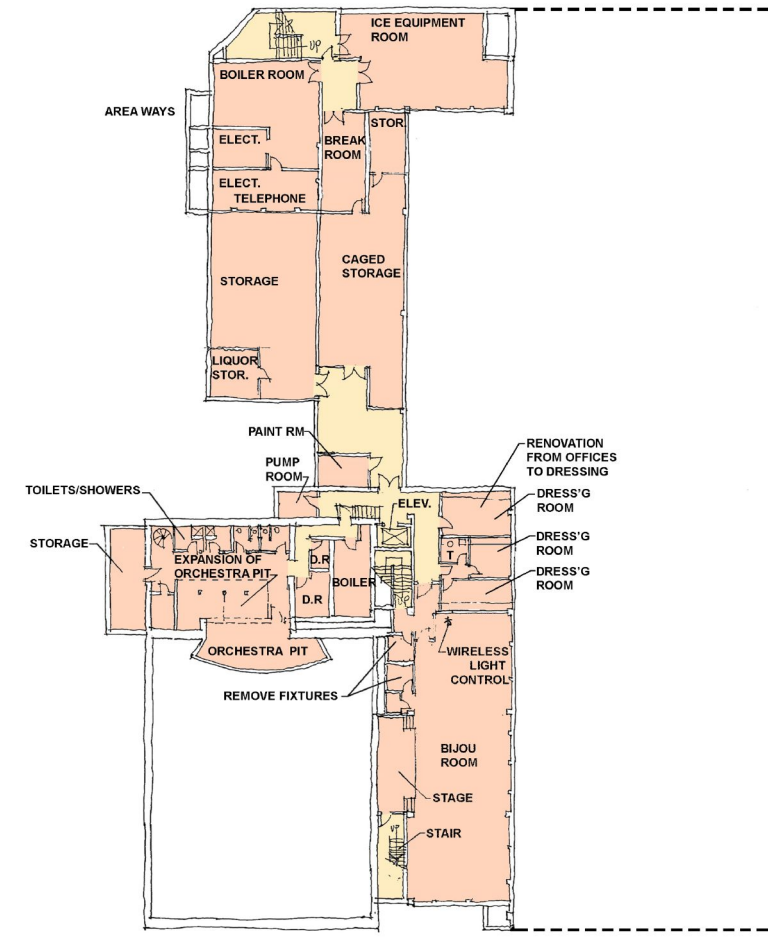 ICE EQUIPMENT
ROOM
UP
BOILER ROOM
AREA WAYS
STOR.
ELECT.
BREAK
ROOM
ELECT.
TELEPHONE
CAGED
STORAGE
STORAGE
LIQUOR
STOR.
PAINT RM
RENOVATION
FROM OFFICES
TO DRESSING
PUMP
ROOM
TOILETS/SHOWERS
ELEV.
DRESS'G
ROOM
STORAGE
DRESS'G
ROOM
T
EXPANSION OF
ORCHESTRA PIT
D.R
BOILER
DRESS'G
ROOM
D.R
ORCHESTRA PIT
WIRELESS
LIGHT
CONTROL
REMOVE FIXTURES
BIJOU
ROOM
STAGE
UP
STAIR